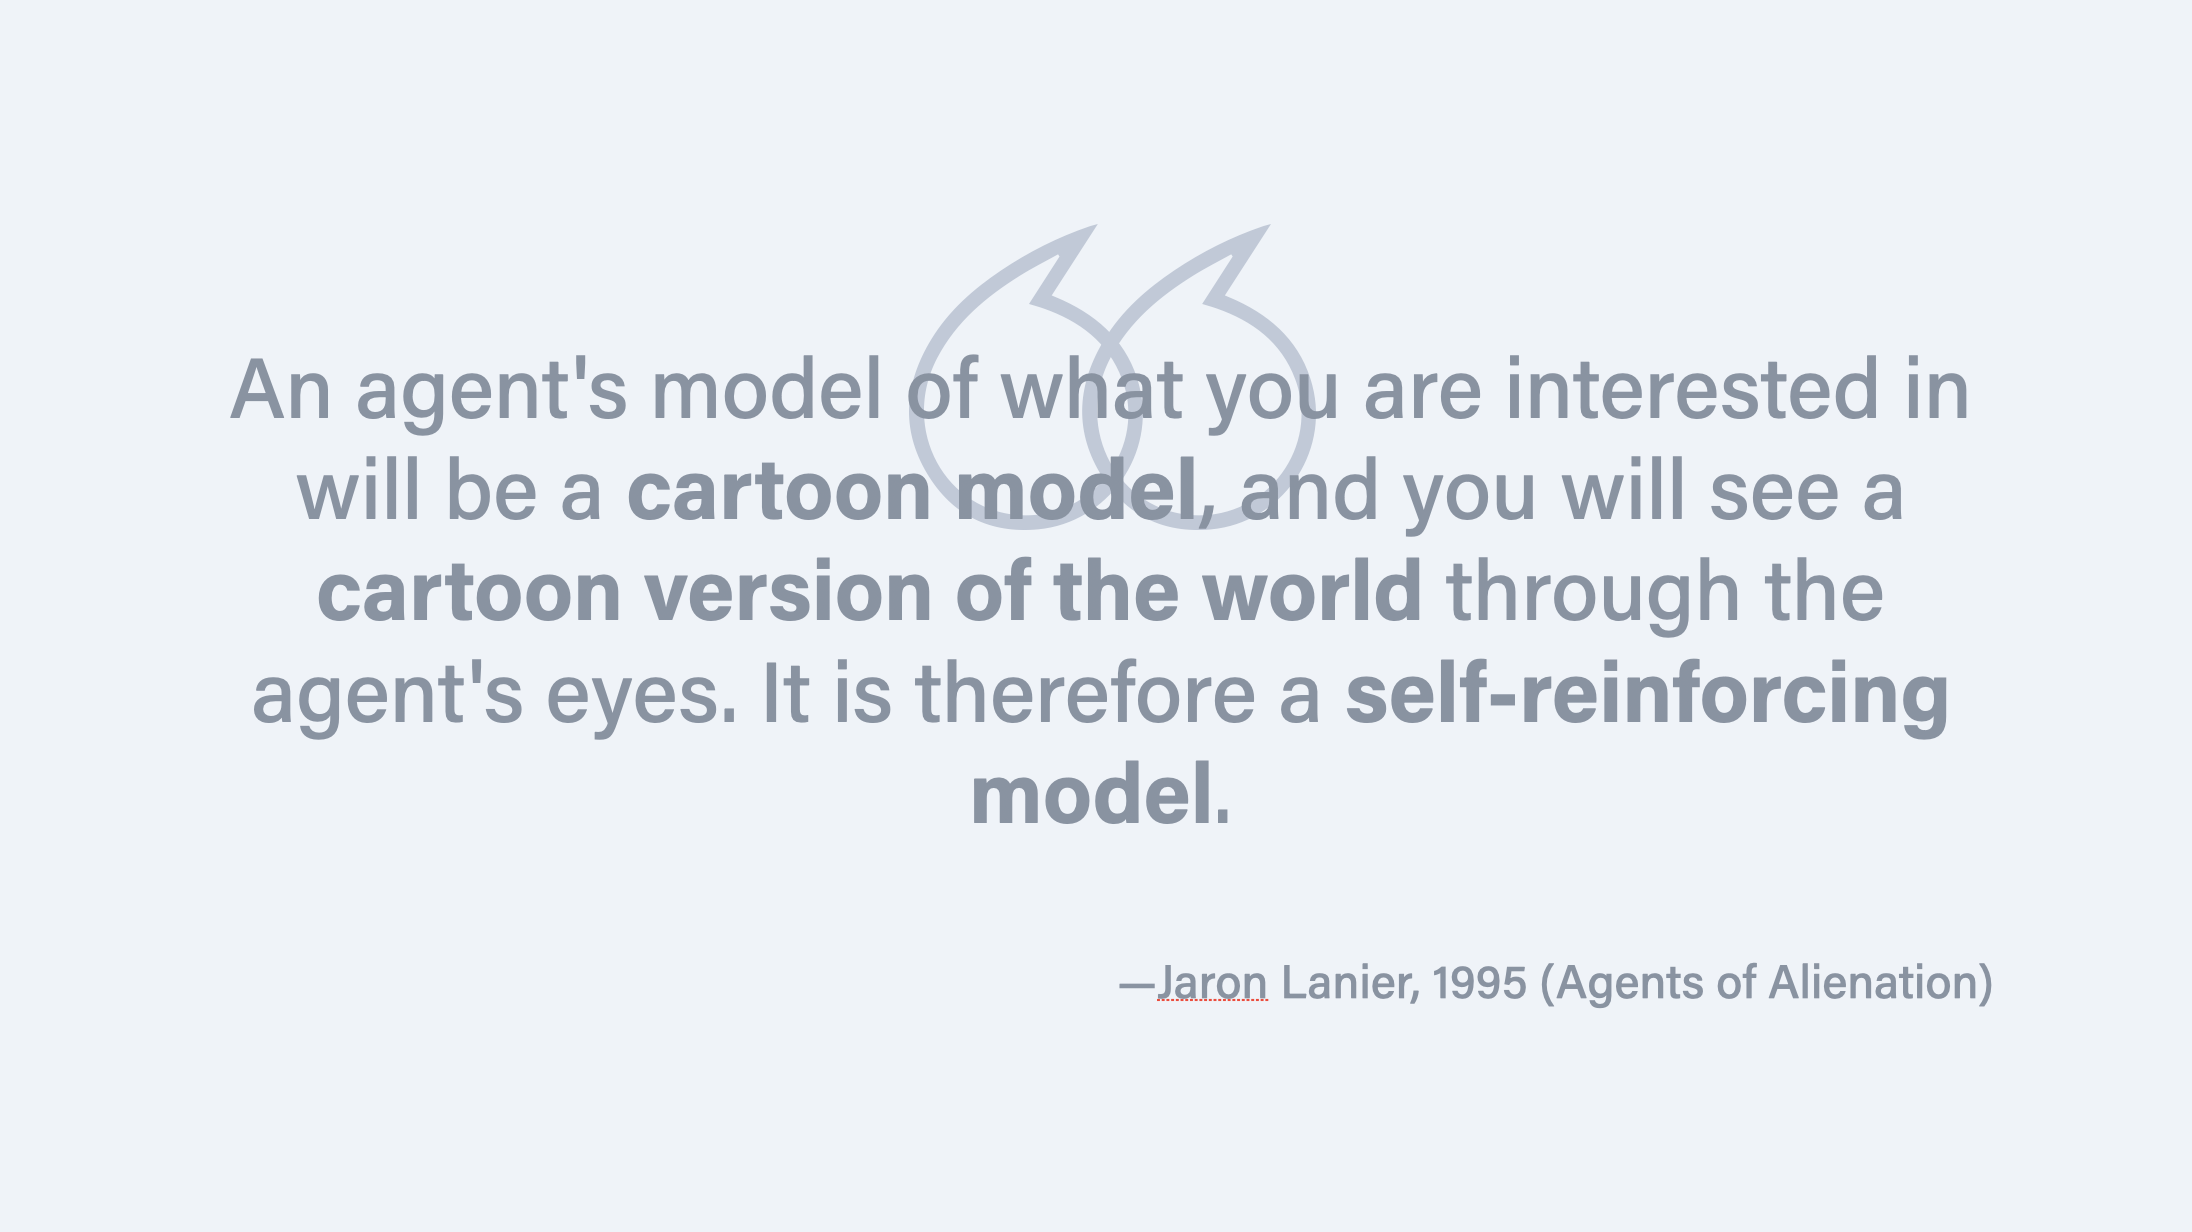 An agent's model of what you are interested in
will be a cartoon model, and you will see a
cartoon version of the world through the
agent's eyes. It is therefore a self-reinforcing
model.
—Jaron Lanier, 1995 (Agents of Alienation)